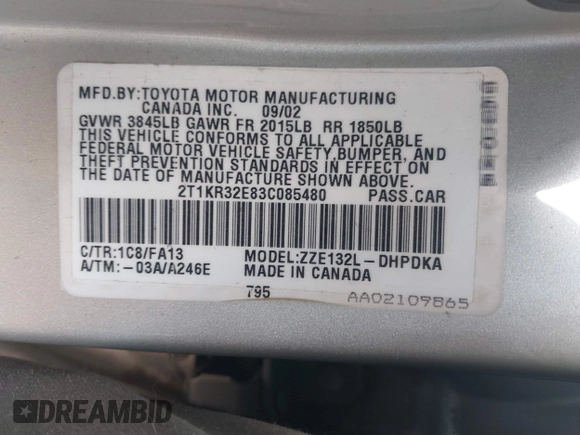 MFD.BY:TOYOTA MOTOR MANUFACTURING
CANADA INC. 09/02
GVWR 3845LB GAWR FR 2015LB RR 1850LB
THIS VEHICLE CONFORMS TO ALL APPLICABLE
FEDERAL MOTOR VEHICLE SAFETY,BUMPER, AND
THEFT PREVENTION STANDARDS IN EFFECT ON
THE DATE OF MANUFACTURE SHOWN ABOVE.
2T1KR32E83C085480 PASS.CAR
C/TR:1C8/FA13 MODEL:ZZE132L-DHPDKA
A/TM:-03A/A246E MADE IN CANADA
795 AA02109865
DREAMBID